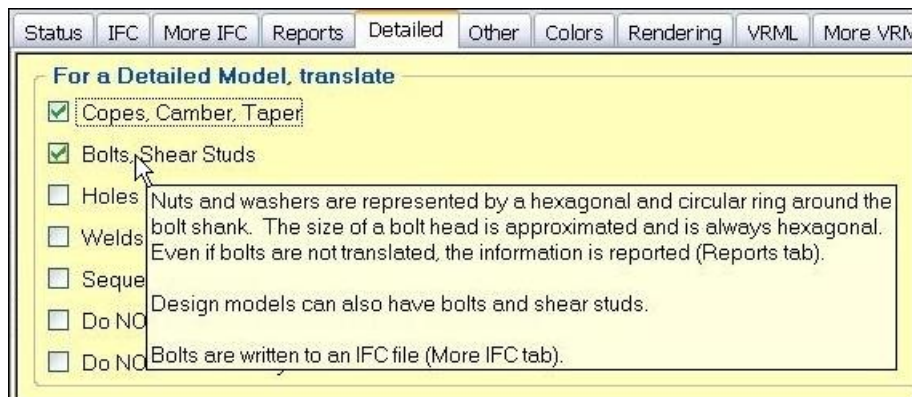 Status IFC More IFC Reports Detailed Other Colors Rendering VRML More VRM
For a Detailed Model, translate
Copes, Camber, Taper
Bolts, Shear Studs
Holes
Welds
Seque
Do NO
Do NO
Nuts and washers are represented by a hexagonal and circular ring around the
bolt shank. The size of a bolt head is approximated and is always hexagonal.
Even if bolts are not translated, the information is reported (Reports tab).
Design models can also have bolts and shear studs.
Bolts are written to an IFC file (More IFC tab).